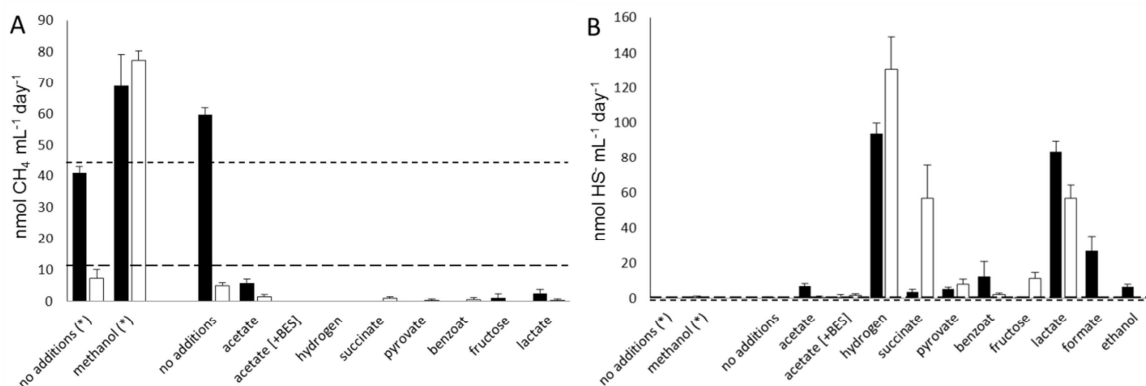 A
nmol CH₄ mL⁻¹ day⁻¹
90
80
70
60
50
40
30
20
10
0
no additions (*)
methanol (*)
no additions
acetate
acetate [+BES]
hydrogen
succinate
pyruvate
benzoat
fructose
lactate
B
nmol HS⁻ mL⁻¹ day⁻¹
160
140
120
100
80
60
40
20
0
no additions (*)
methanol (*)
no additions
acetate
acetate [+BES]
hydrogen
succinate
pyruvate
benzoat
fructose
lactate
formate
ethanol